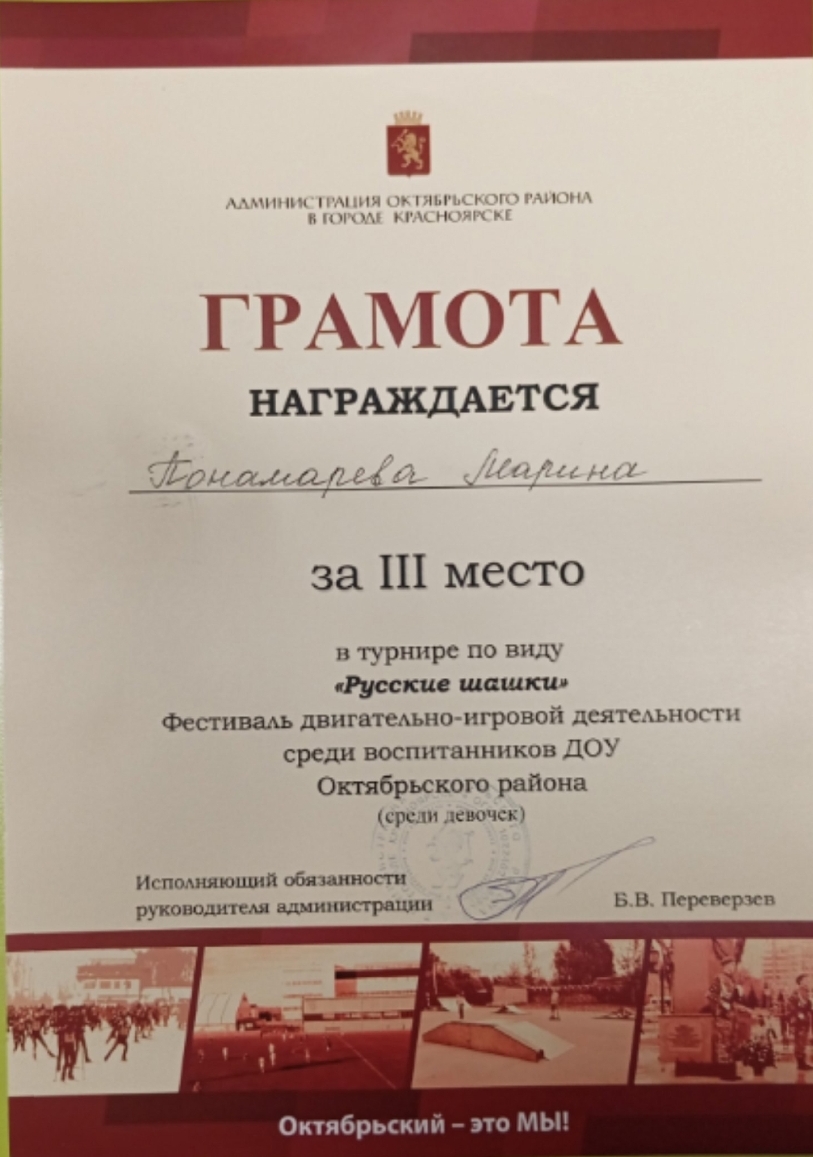 АДМИНИСТРАЦИЯ ОКТЯБРЬСКОГО РАЙОНА
В ГОРОДЕ КРАСНОЯРСКЕ
ГРАМОТА
НАГРАЖДАЕТСЯ
Понамарева Марина
за III место
в турнире по виду
«Русские шашки»
Фестиваль двигательно-игровой деятельности
среди воспитанников ДОУ
Октябрьского района
(среди девочек)
Исполняющий обязанности
руководителя администрации
Б.В. Переверзев
Октябрьский – это МЫ!